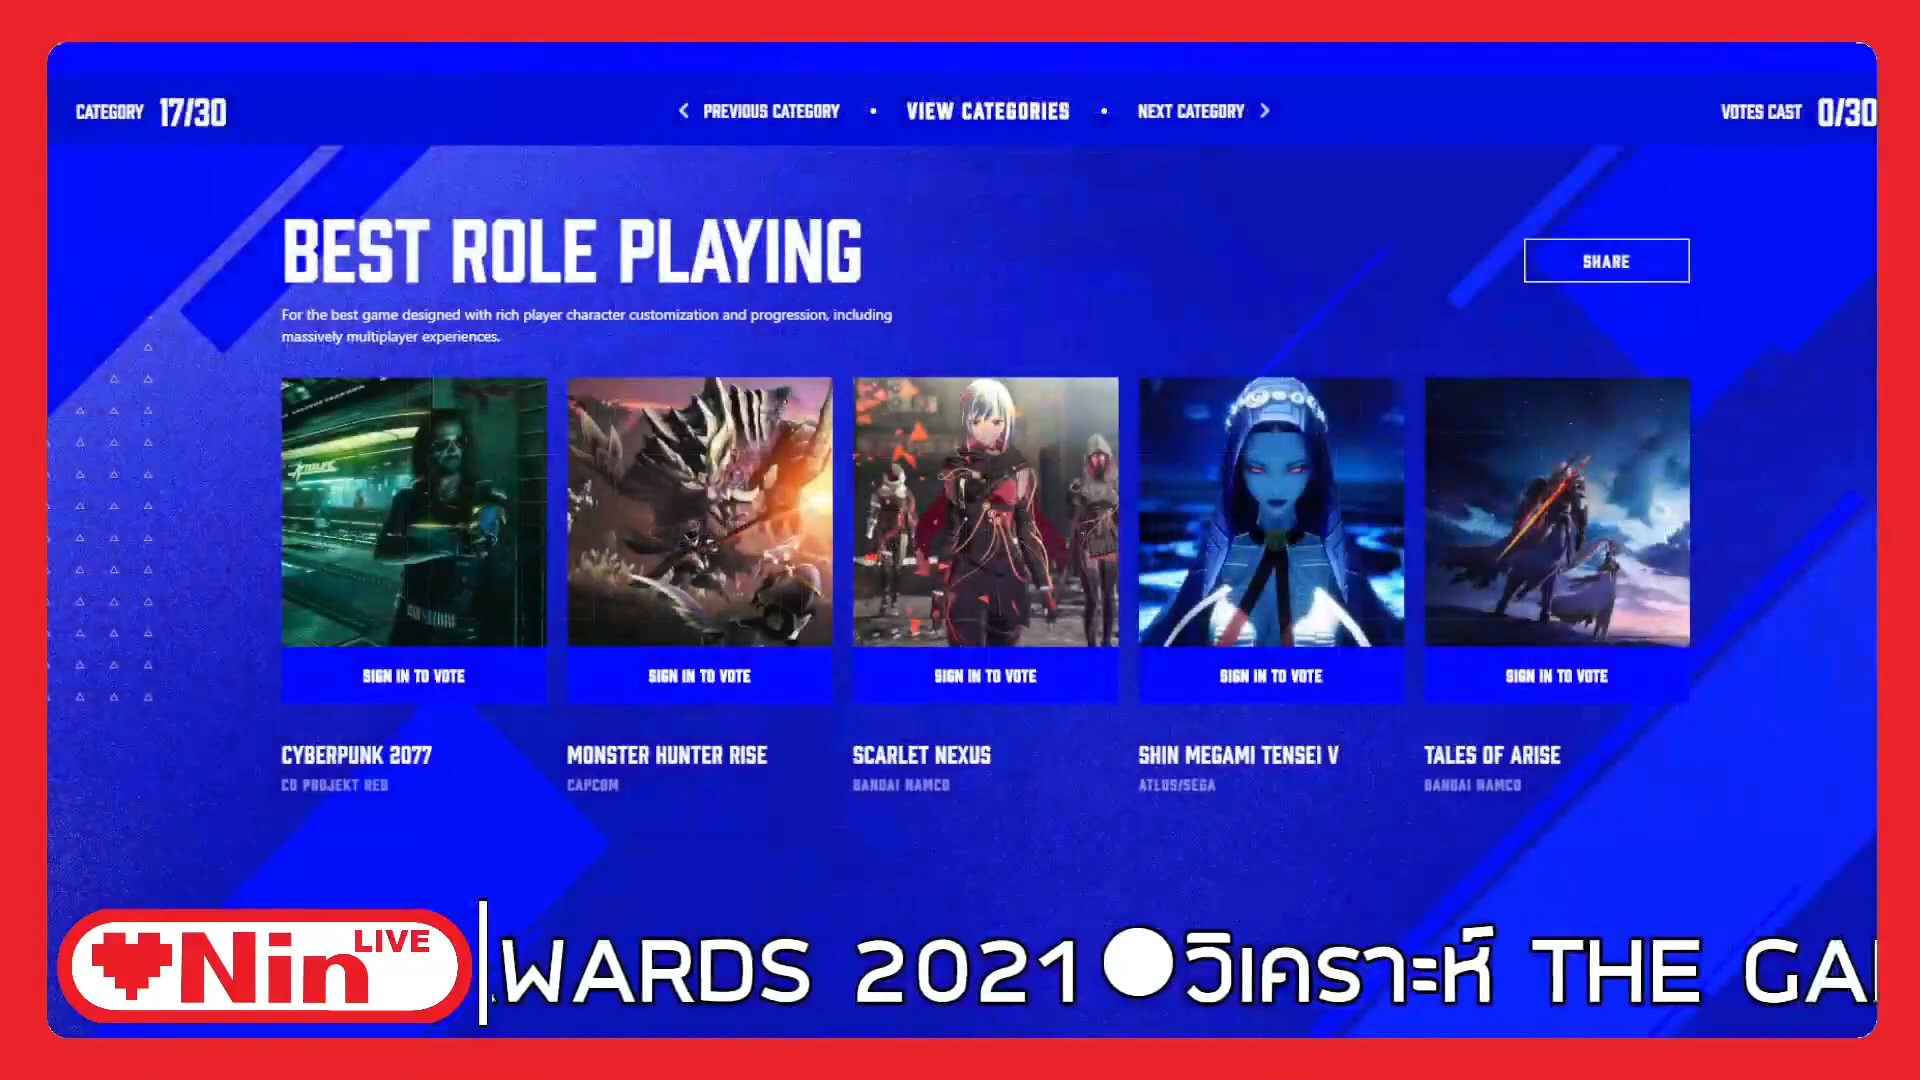 CATEGORY 17/30
PREVIOUS CATEGORY • VIEW CATEGORIES • NEXT CATEGORY
VOTES CAST 0/30
BEST ROLE PLAYING
SHARE
For the best game designed with rich player character customization and progression, including
massively multiplayer experiences.
SIGN IN TO VOTE
SIGN IN TO VOTE
SIGN IN TO VOTE
SIGN IN TO VOTE
SIGN IN TO VOTE
CYBERPUNK 2077
CD PROJEKT RED
MONSTER HUNTER RISE
CAPCOM
SCARLET NEXUS
BANDAI NAMCO
SHIN MEGAMI TENSEI V
ATLUS/SEGA
TALES OF ARISE
BANDAI NAMCO
Nin LIVE
WARDS 2021●วิเคราะห์ THE GA